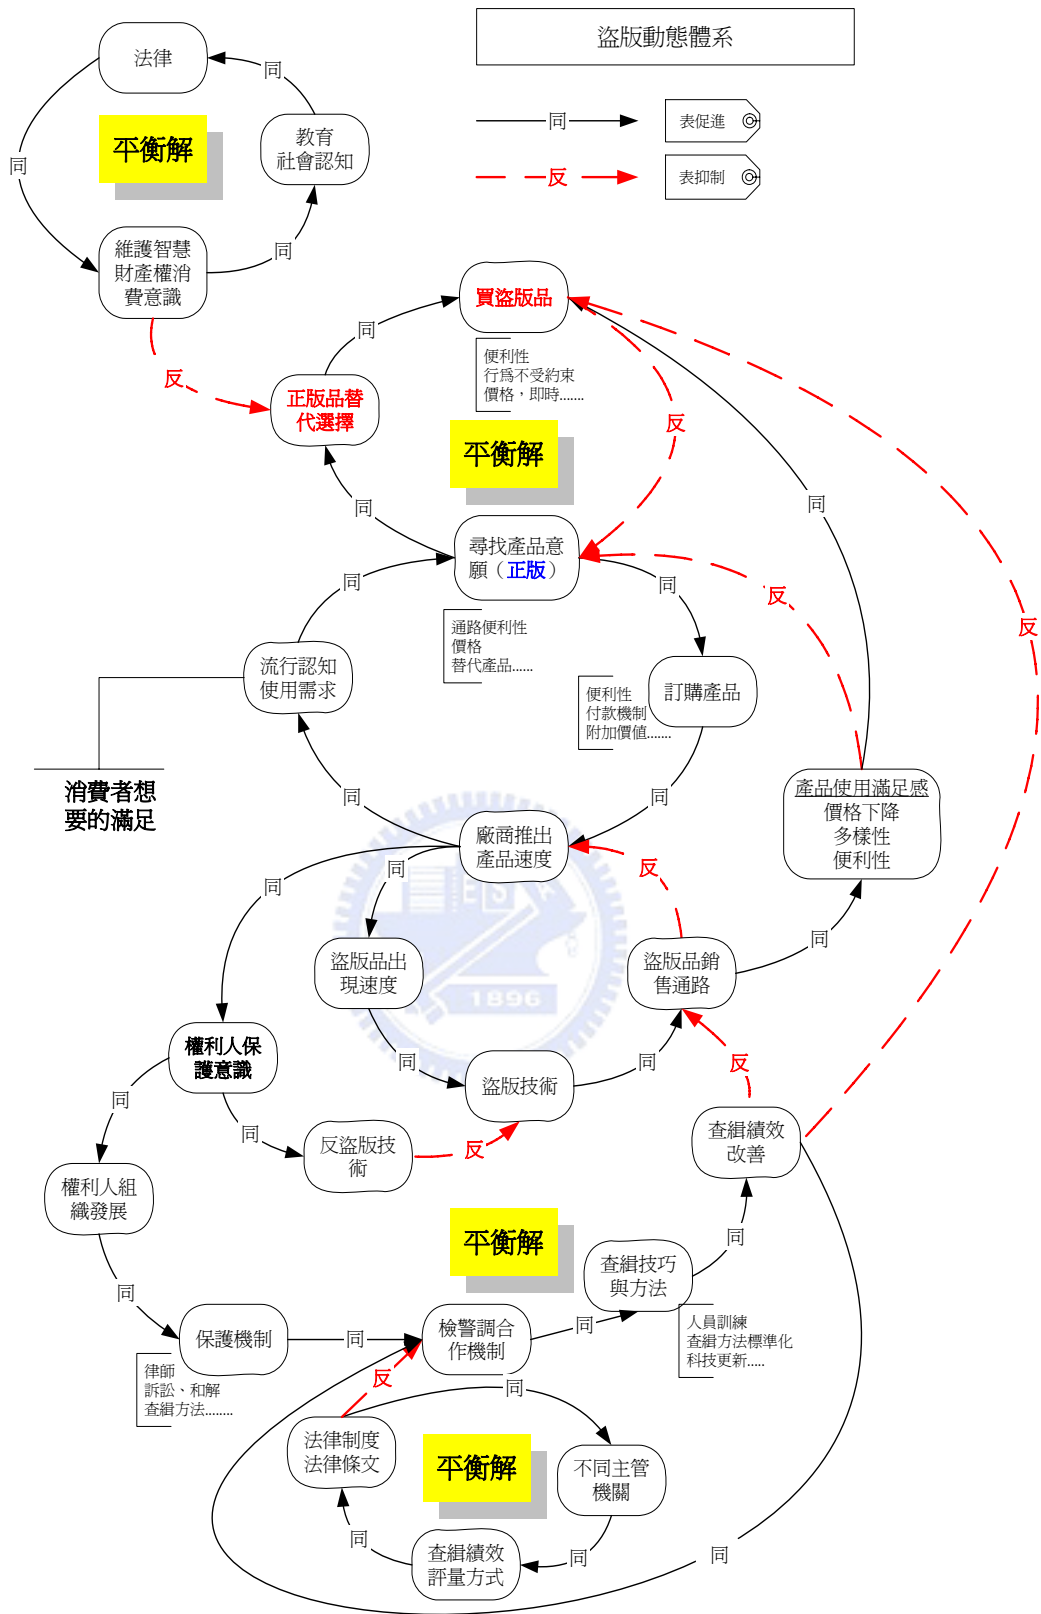 盜版動態體系
法律
同
教育
社會認知
平衡解
同
表促進
同
反
表抑制
維護智慧
財產權消
費意識
同
買盜版品
同
便利性
行為不受約束
價格，即時.......
反
正版品替
代選擇
反
平衡解
同
同
尋找產品意
願（正版）
同
同
反
反
通路便利性
價格
替代產品......
流行認知
使用需求
訂購產品
便利性
付款機制
附加價值.......
消費者想
要的滿足
同
同
產品使用滿足感
價格下降
多樣性
便利性
廠商推出
產品速度
同
同
反
盜版品出
現速度
盜版品銷
售通路
同
ES
1896
權利人保
護意識
同
盜版技術
同
反
同
同
反盜版技
術
反
查緝績效
改善
權利人組
織發展
平衡解
同
查緝技巧
與方法
同
保護機制
同
檢警調合
作機制
同
人員訓練
查緝方法標準化
科技更新.....
律師
訴訟、和解
查緝方法........
反
同
法律制度
法律條文
平衡解
不同主管
機關
同
查緝績效
評量方式
同
同